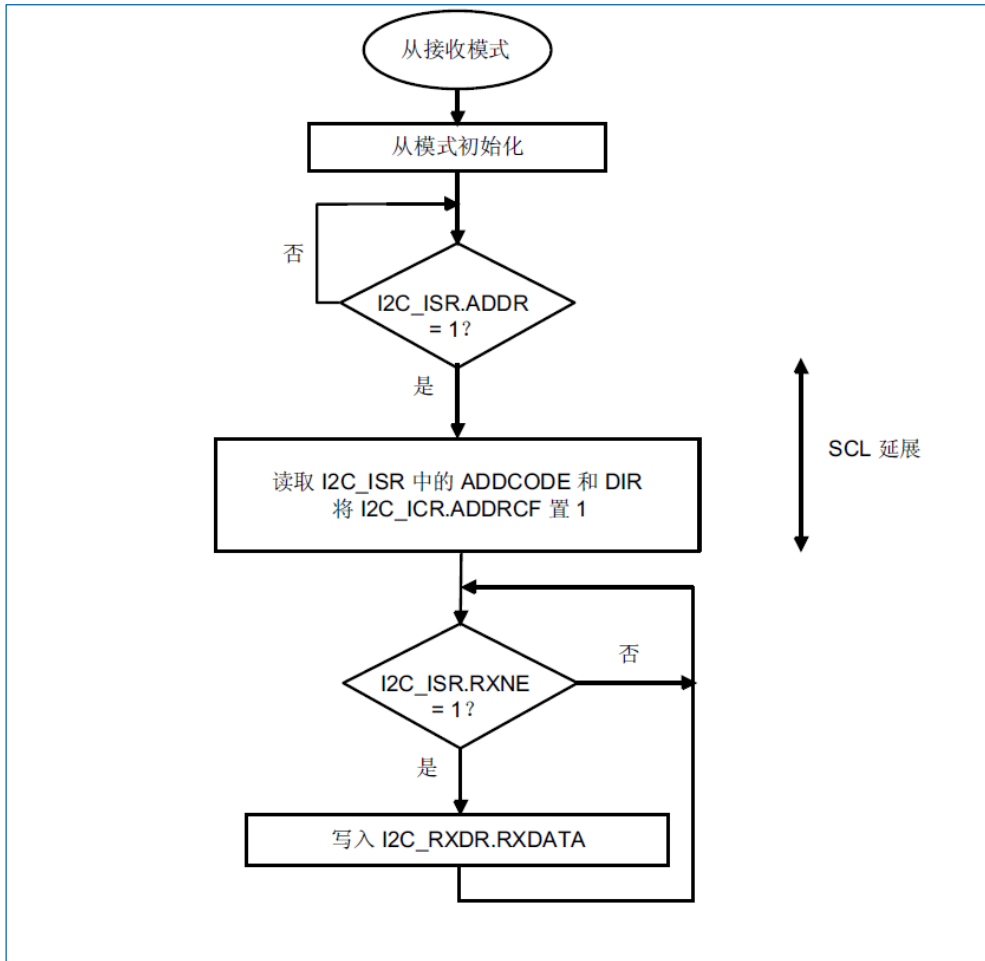 从接收模式
从模式初始化
否
I2C_ISR.ADDR
= 1？
是
SCL 延展
读取 I2C_ISR 中的 ADDCODE 和 DIR
将 I2C_ICR.ADDRCF 置 1
否
I2C_ISR.RXNE
= 1？
是
写入 I2C_RXDR.RXDATA